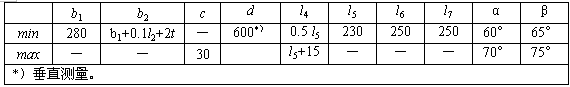 b1 b2 c d l4 l5 l6 l7 α β
min 280 b1+0.1l2+2t — 600*) 0.5 l5 230 250 250 60° 65°
max — — 30 l5+15 — — — 70° 75°
*) 垂直测量。